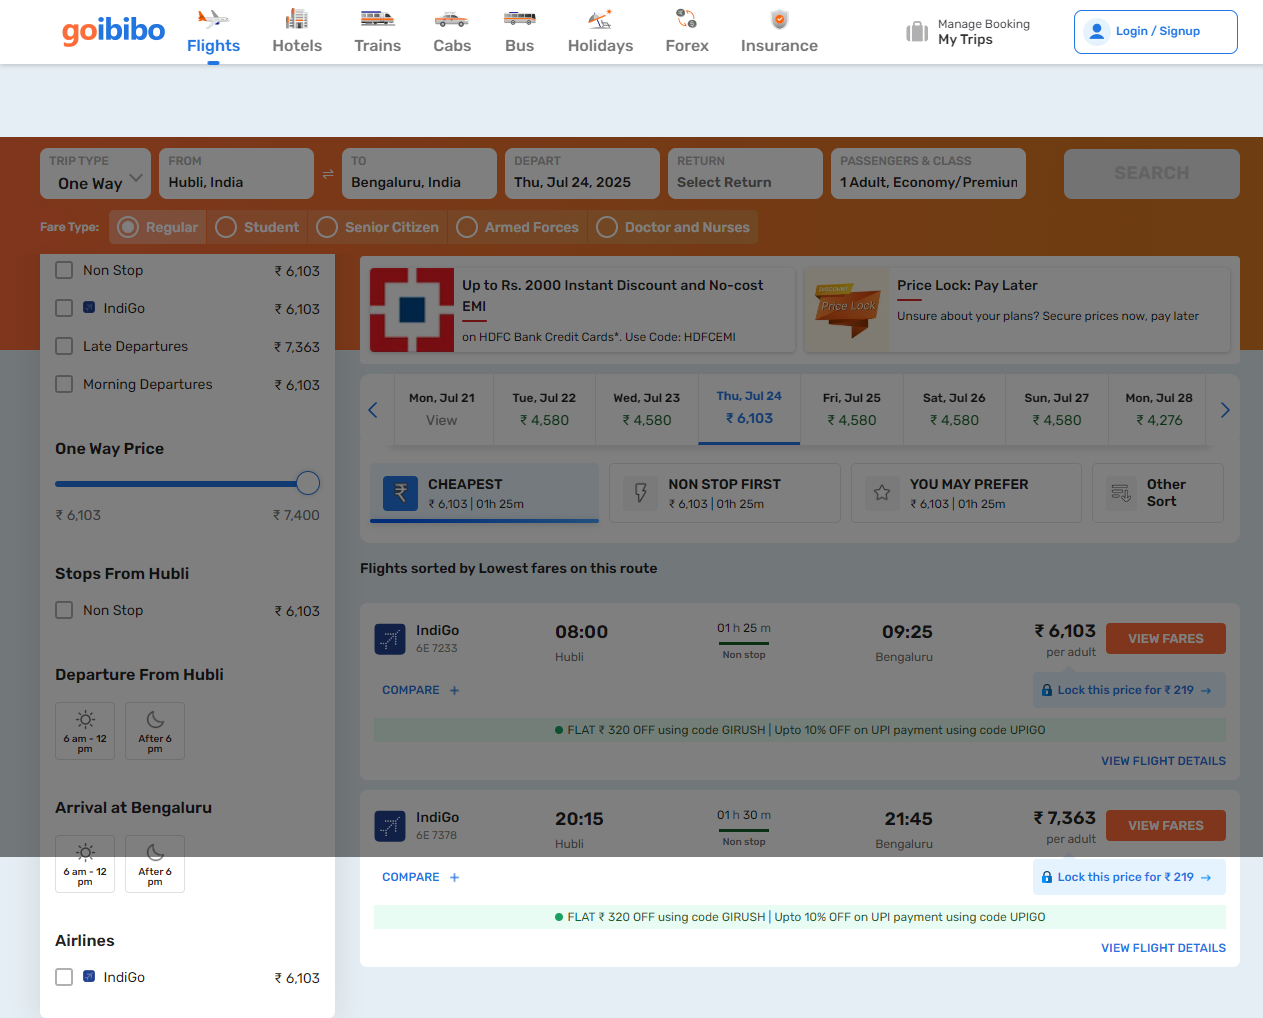 goibibo
Flights
Hotels
Trains
Cabs
Bus
Holidays
Forex
Insurance
Manage Booking
My Trips
Login / Signup
TRIP TYPE
One Way
FROM
Hubli, India
TO
Bengaluru, India
DEPART
Thu, Jul 24, 2025
RETURN
Select Return
PASSENGERS & CLASS
1 Adult, Economy/Premiun
SEARCH
Fare Type:
Regular
Student
Senior Citizen
Armed Forces
Doctor and Nurses
Non Stop ₹ 6,103
IndiGo ₹ 6,103
Late Departures ₹ 7,363
Morning Departures ₹ 6,103
One Way Price
₹ 6,103 ₹ 7,400
Stops From Hubli
Non Stop ₹ 6,103
Departure From Hubli
6 am - 12 pm
After 6 pm
Arrival at Bengaluru
6 am - 12 pm
After 6 pm
Airlines
IndiGo ₹ 6,103
Up to Rs. 2000 Instant Discount and No-cost
EMI
on HDFC Bank Credit Cards*. Use Code: HDFCEMI
DISCOUNT
Price Lock
Price Lock: Pay Later
Unsure about your plans? Secure prices now, pay later
Mon, Jul 21
View
Tue, Jul 22
₹ 4,580
Wed, Jul 23
₹ 4,580
Thu, Jul 24
₹ 6,103
Fri, Jul 25
₹ 4,580
Sat, Jul 26
₹ 4,580
Sun, Jul 27
₹ 4,580
Mon, Jul 28
₹ 4,276
CHEAPEST
₹ 6,103 | 01h 25m
NON STOP FIRST
₹ 6,103 | 01h 25m
YOU MAY PREFER
₹ 6,103 | 01h 25m
Other
Sort
Flights sorted by Lowest fares on this route
IndiGo
6E 7233
08:00
Hubli
01 h 25 m
Non stop
09:25
Bengaluru
₹ 6,103
per adult
VIEW FARES
COMPARE +
Lock this price for ₹ 219 →
FLAT ₹ 320 OFF using code GIRUSH | Upto 10% OFF on UPI payment using code UPIGO
VIEW FLIGHT DETAILS
IndiGo
6E 7378
20:15
Hubli
01 h 30 m
Non stop
21:45
Bengaluru
₹ 7,363
per adult
VIEW FARES
COMPARE +
Lock this price for ₹ 219 →
FLAT ₹ 320 OFF using code GIRUSH | Upto 10% OFF on UPI payment using code UPIGO
VIEW FLIGHT DETAILS